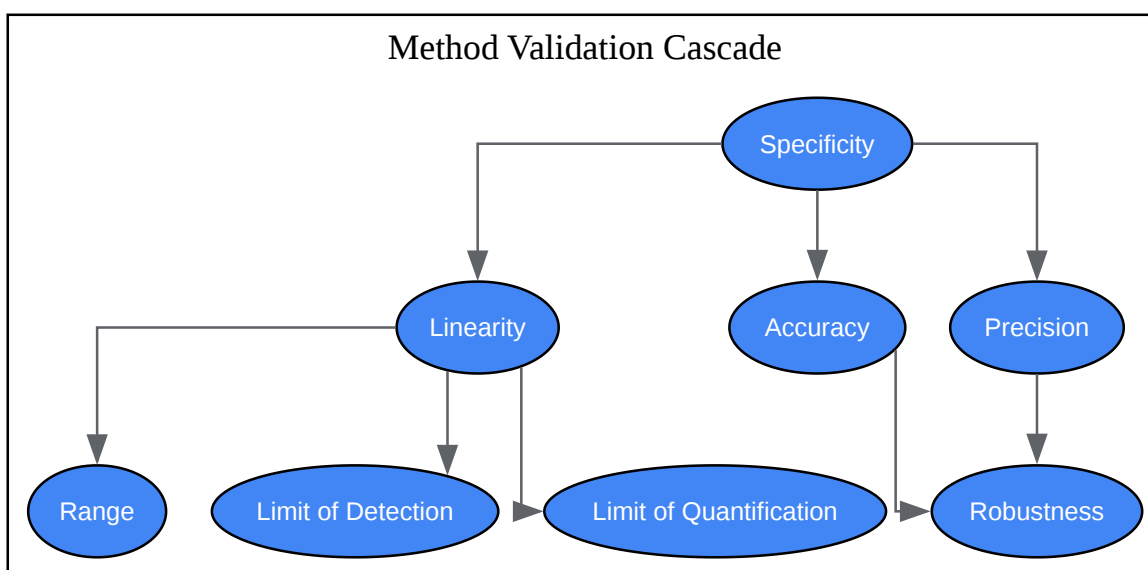 Method Validation Cascade
Specificity
Linearity
Accuracy
Precision
Range
Limit of Detection
Limit of Quantification
Robustness